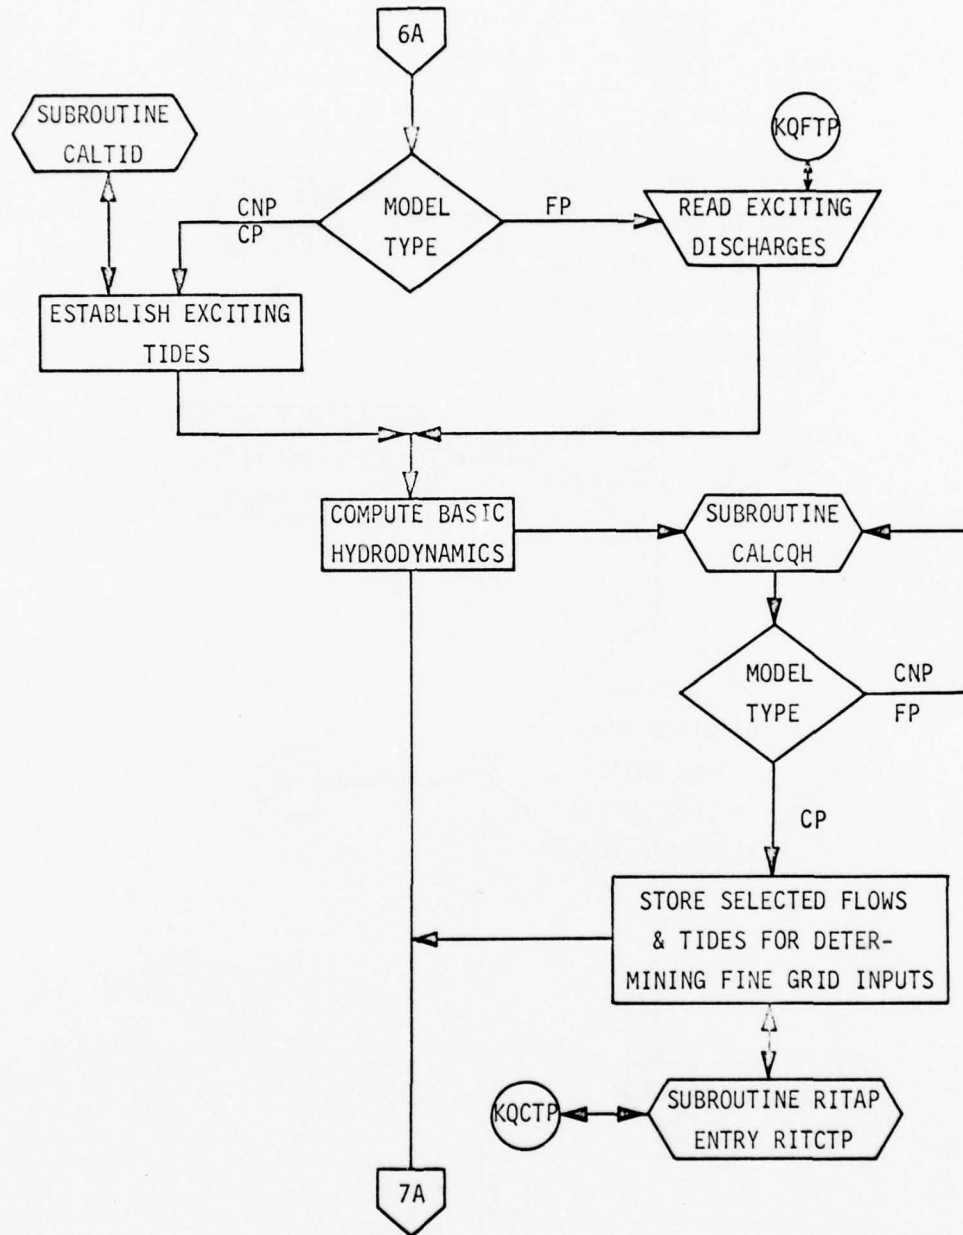 6A
SUBROUTINE
CALTID
KQFTP
CNP
CP
MODEL
TYPE
FP
READ EXCITING
DISCHARGES
ESTABLISH EXCITING
TIDES
COMPUTE BASIC
HYDRODYNAMICS
SUBROUTINE
CALCQH
MODEL
TYPE
CNP
FP
CP
STORE SELECTED FLOWS
& TIDES FOR DETER-
MINING FINE GRID INPUTS
KQCTP
SUBROUTINE RITAP
ENTRY RITCTP
7A